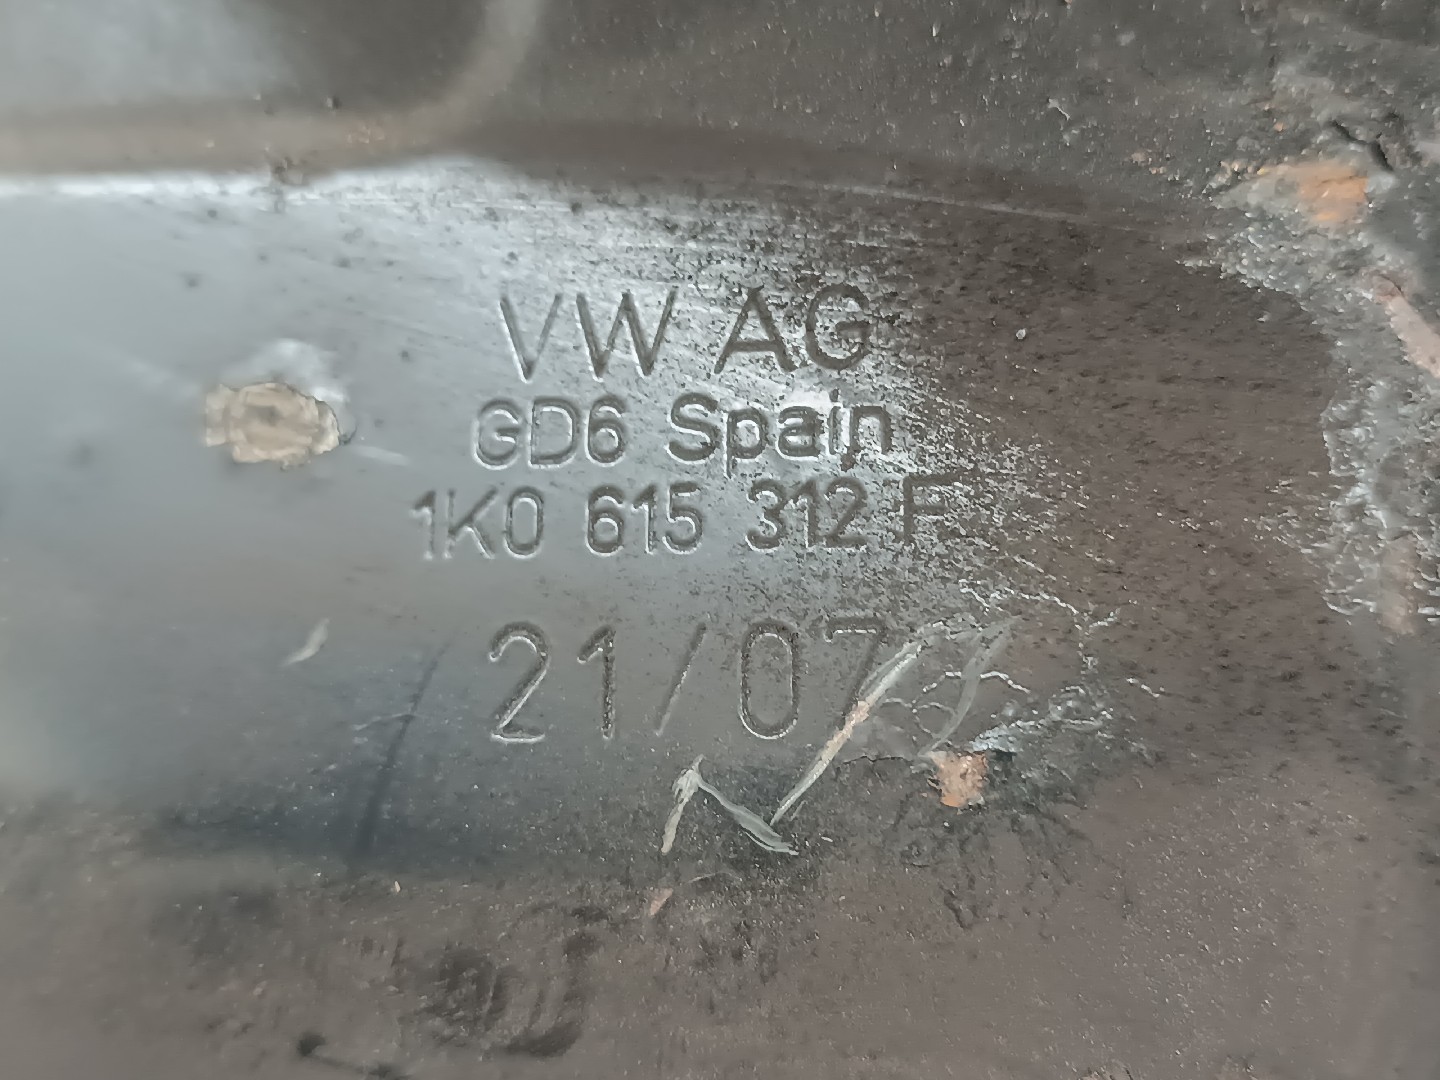 VW AG
GD6 Spain
1K0 615 312 F
21/07